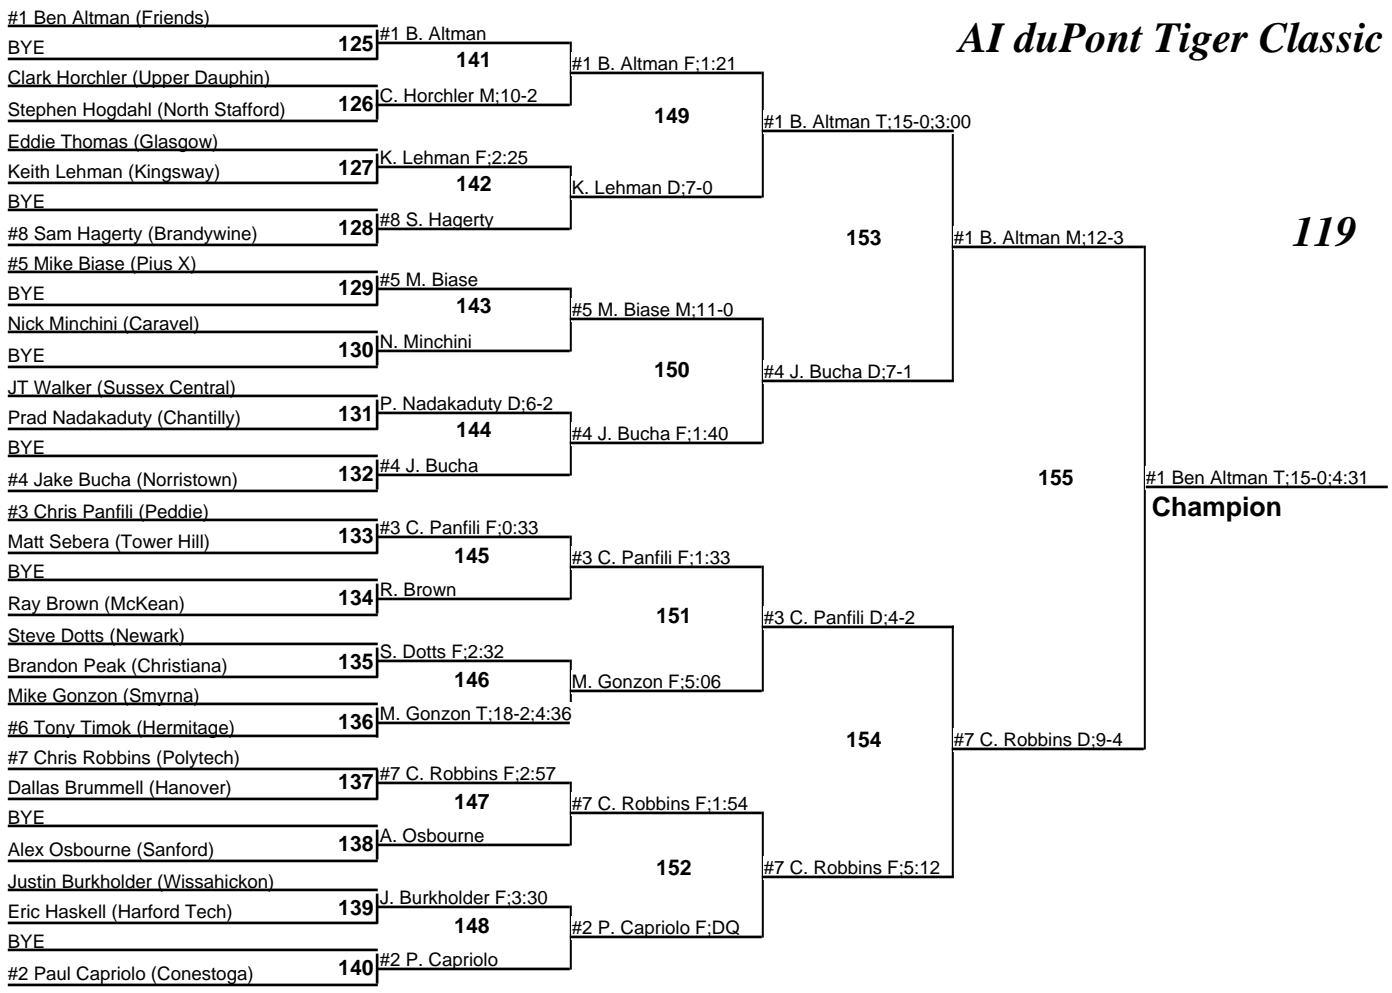 AI duPont Tiger Classic
119
#1 Ben Altman (Friends)
BYE
125
Clark Horchler (Upper Dauphin)
Stephen Hogdahl (North Stafford)
126
Eddie Thomas (Glasgow)
Keith Lehman (Kingsway)
127
BYE
#8 Sam Hagerty (Brandywine)
128
#5 Mike Biase (Pius X)
BYE
129
Nick Minchini (Caravel)
BYE
130
JT Walker (Sussex Central)
Prad Nadakaduty (Chantilly)
131
BYE
#4 Jake Bucha (Norristown)
132
#3 Chris Panfili (Peddie)
Matt Sebera (Tower Hill)
133
BYE
Ray Brown (McKean)
134
Steve Dotts (Newark)
Brandon Peak (Christiana)
135
Mike Gonzon (Smyrna)
#6 Tony Timok (Hermitage)
136
#7 Chris Robbins (Polytech)
Dallas Brummell (Hanover)
137
BYE
Alex Osbourne (Sanford)
138
Justin Burkholder (Wissahickon)
Eric Haskell (Harford Tech)
139
BYE
#2 Paul Capriolo (Conestoga)
140
#1 B. Altman
141
C. Horchler M;10-2
K. Lehman F;2:25
142
#8 S. Hagerty
#5 M. Biase
143
N. Minchini
P. Nadakaduty D;6-2
144
#4 J. Bucha
#3 C. Panfili F;0:33
145
R. Brown
S. Dotts F;2:32
146
M. Gonzon T;18-2;4:36
#7 C. Robbins F;2:57
147
A. Osbourne
J. Burkholder F;3:30
148
#2 P. Capriolo
#1 B. Altman F;1:21
149
K. Lehman D;7-0
#5 M. Biase M;11-0
150
#4 J. Bucha F;1:40
#3 C. Panfili F;1:33
151
M. Gonzon F;5:06
#7 C. Robbins F;1:54
152
#2 P. Capriolo F;DQ
#1 B. Altman T;15-0;3:00
153
#4 J. Bucha D;7-1
#3 C. Panfili D;4-2
154
#7 C. Robbins F;5:12
#1 B. Altman M;12-3
155
#7 C. Robbins D;9-4
#1 Ben Altman T;15-0;4:31
Champion